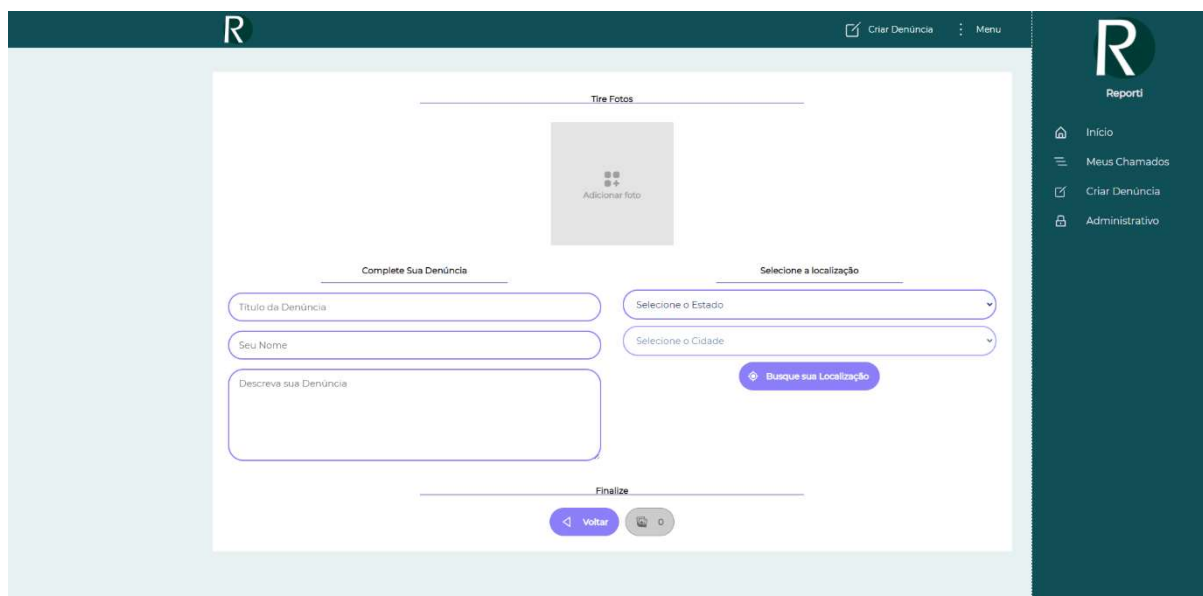 R
Criar Denúncia
Menu
Tire Fotos
Adicionar foto
Complete Sua Denúncia
Título da Denúncia
Seu Nome
Descreva sua Denúncia
Selecione a localização
Selecione o Estado
Selecione o Cidade
Busque sua Localização
Finalize
Voltar
0
R
Reporti
Início
Meus Chamados
Criar Denúncia
Administrativo